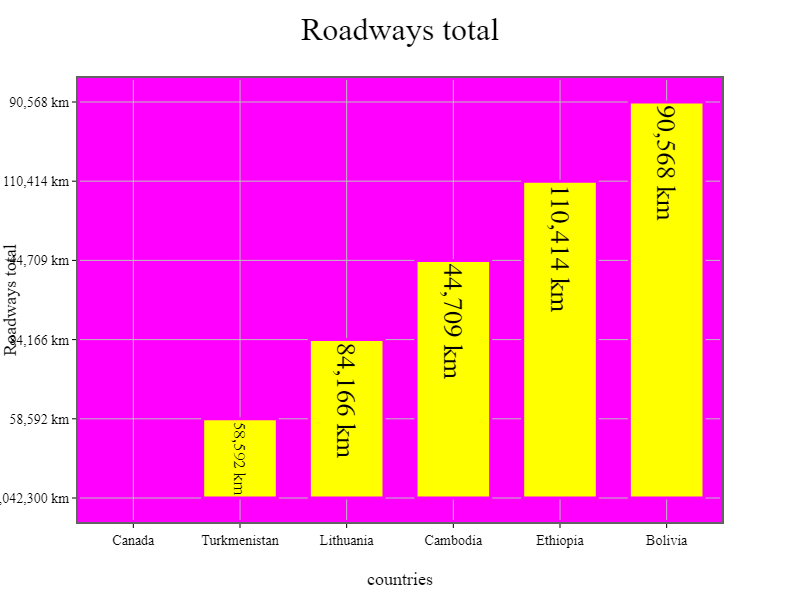 Roadways total
90,568 km
110,414 km
44,709 km
84,166 km
58,592 km
,042,300 km
Roadways total
58,592 km
84,166 km
44,709 km
110,414 km
90,568 km
Canada
Turkmenistan
Lithuania
Cambodia
Ethiopia
Bolivia
countries